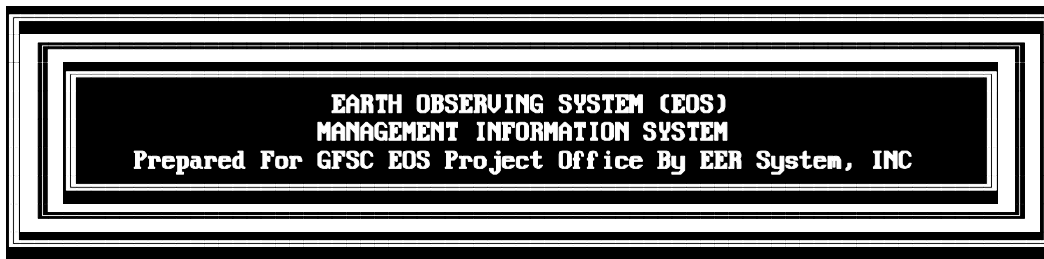 EARTH OBSERVING SYSTEM (EOS)
MANAGEMENT INFORMATION SYSTEM
Prepared For GFSC EOS Project Office By EER System, INC